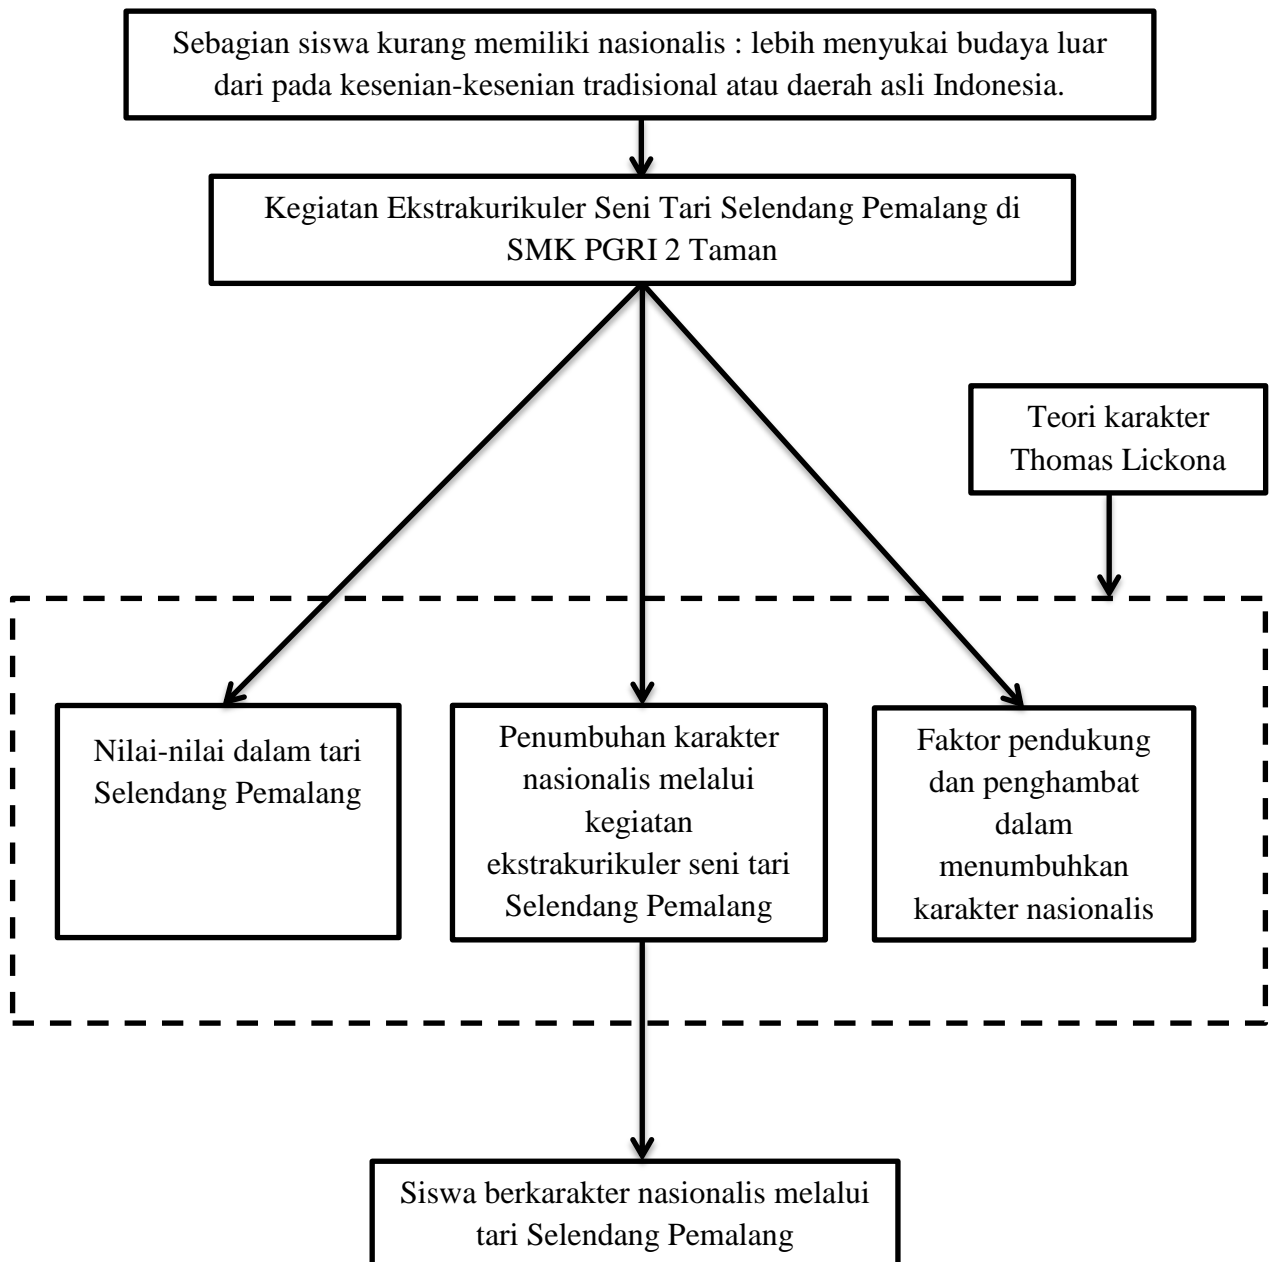 Sebagian siswa kurang memiliki nasionalis : lebih menyukai budaya luar
dari pada kesenian-kesenian tradisional atau daerah asli Indonesia.
Kegiatan Ekstrakurikuler Seni Tari Selendang Pemalang di
SMK PGRI 2 Taman
Teori karakter
Thomas Lickona
Nilai-nilai dalam tari
Selendang Pemalang
Penumbuhan karakter
nasionalis melalui
kegiatan
ekstrakurikuler seni tari
Selendang Pemalang
Faktor pendukung
dan penghambat
dalam
menumbuhkan
karakter nasionalis
Siswa berkarakter nasionalis melalui
tari Selendang Pemalang